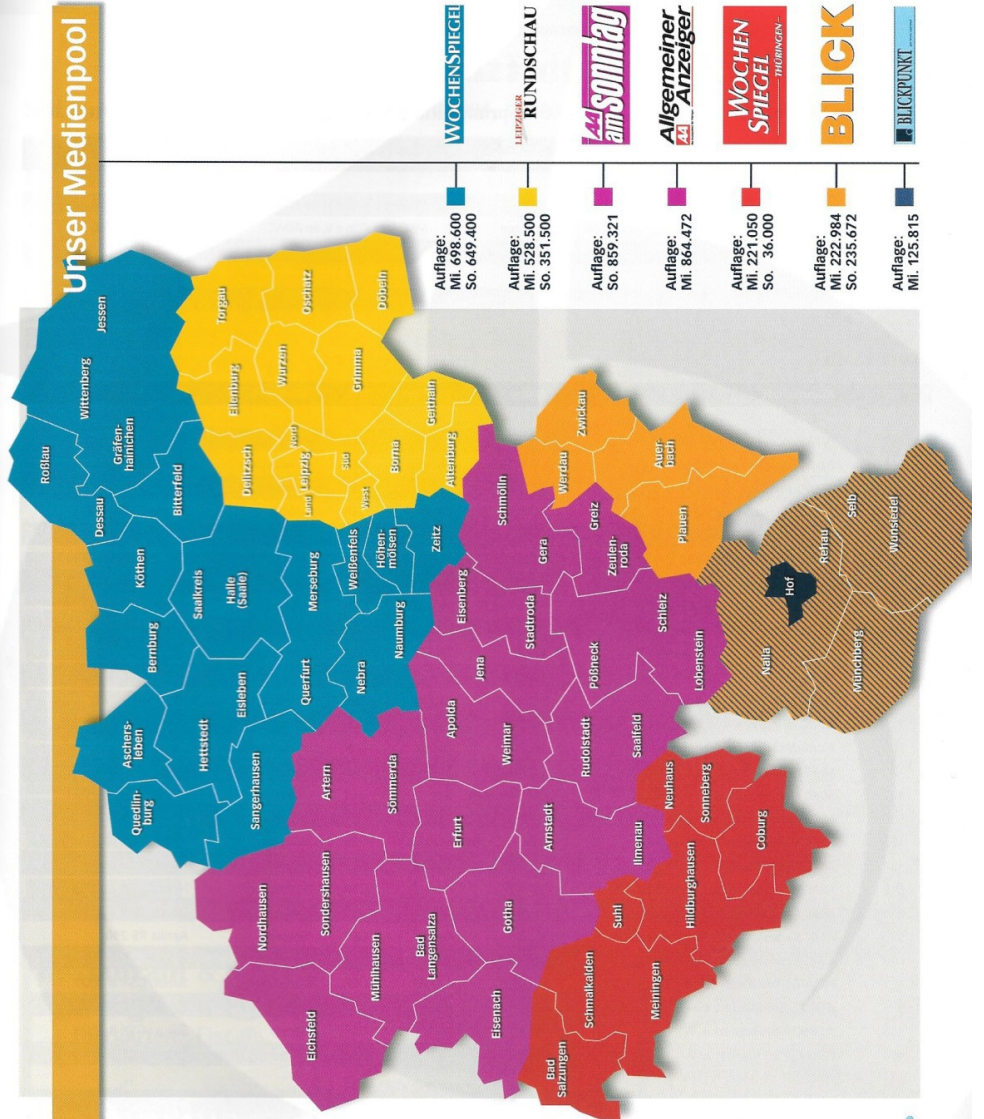 Unser Medienpool
WOCHENSPIEGEL
Auflage:
Mi. 698.600
So. 649.400
LEIPZIGER
RUNDSCHAU
Auflage:
Mi. 528.500
So. 351.500
AA
am Sonntag
Auflage:
So. 859.321
Allgemeiner
AA Anzeiger
Auflage:
Mi. 864.472
WOCHEN
SPIEGEL
THÜRINGEN
Auflage:
Mi. 221.050
So. 36.000
BLICK
Auflage:
Mi. 222.984
So. 235.672
BLICKPUNKT
Auflage:
Mi. 125.815
Roßlau
Wittenberg
Jessen
Gräfen-
hainichen
Dessau
Bitterfeld
Köthen
Bernburg
Saalkreis
Halle
(Saale)
Aschers-
leben
Quedlin-
burg
Hettstedt
Eisleben
Sangerhausen
Querfurt
Merseburg
Nebra
Naumburg
Weißenfels
Höhen-
mölsen
Zeitz
Torgau
Eilenburg
Delitzsch
Oschatz
Wurzen
Nord
Leipzig
Land
Süd
West
Grimma
Döbeln
Borna
Geithain
Altenburg
Nordhausen
Sondershausen
Artern
Sömmerda
Eichsfeld
Mühlhausen
Bad
Langensalza
Eisenach
Gotha
Erfurt
Apolda
Weimar
Jena
Eisenberg
Stadtroda
Schmölln
Gera
Greiz
Zeulen-
roda
Pößneck
Schleiz
Lobenstein
Rudolstadt
Saalfeld
Arnstadt
Ilmenau
Zwickau
Werdau
Auer-
bach
Plauen
Bad
Salzungen
Schmalkalden
Meiningen
Suhl
Hildburghausen
Neuhaus
Sonneberg
Coburg
Hof
Naila
Rehau
Selb
Münchberg
Wunsiedel